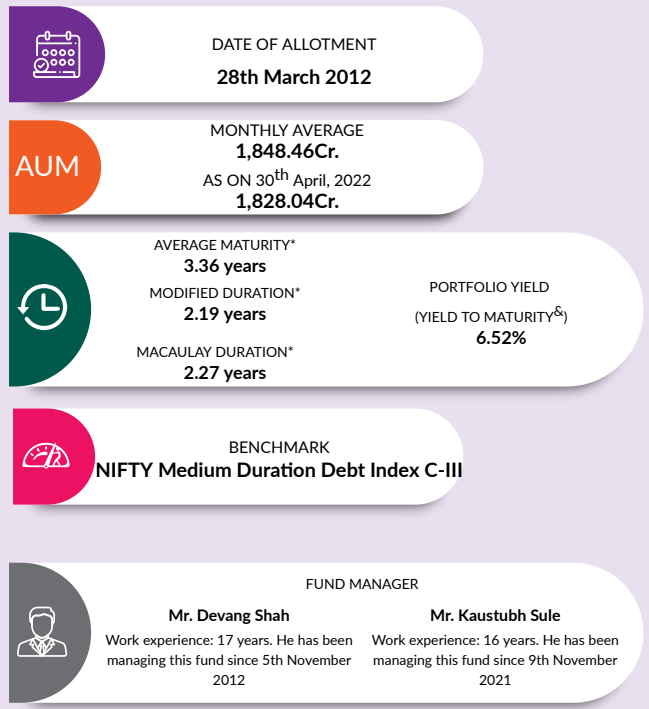 DATE OF ALLOTMENT
28th March 2012
AUM
MONTHLY AVERAGE
1,848.46Cr.
AS ON 30th April, 2022
1,828.04Cr.
AVERAGE MATURITY*
3.36 years
MODIFIED DURATION*
2.19 years
MACAULAY DURATION*
2.27 years
PORTFOLIO YIELD
(YIELD TO MATURITY&)
6.52%
BENCHMARK
NIFTY Medium Duration Debt Index C-III
FUND MANAGER
Mr. Devang Shah
Work experience: 17 years. He has been
managing this fund since 5th November
2012
Mr. Kaustubh Sule
Work experience: 16 years. He has been
managing this fund since 9th November
2021